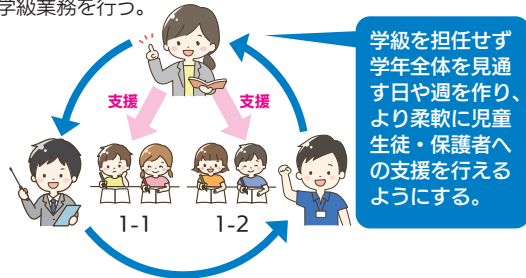 学級業務を行う。
学級を担任せず
学年全体を見通
す日や週を作り、
より柔軟に児童
生徒・保護者へ
の支援を行える
ようにする。
支援
支援
1-1
1-2